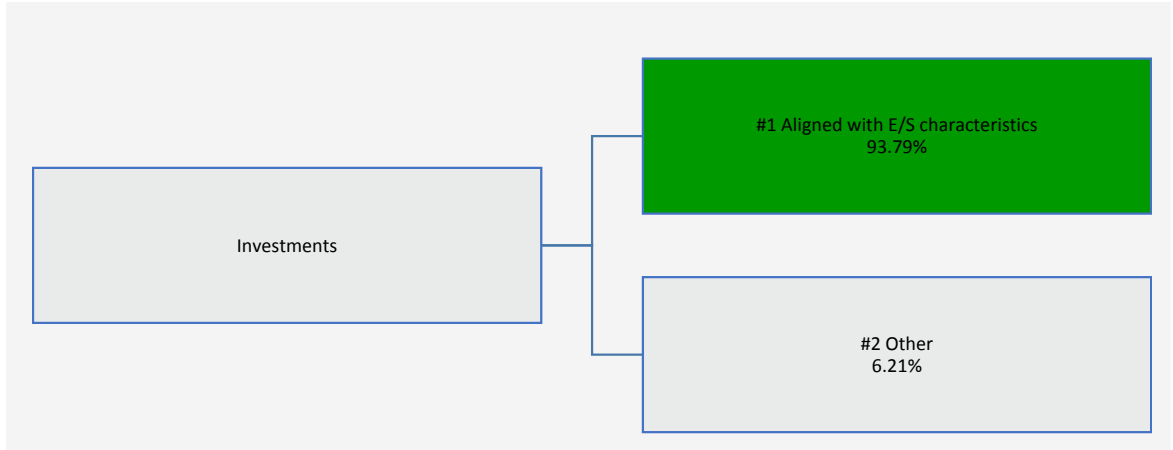 #1 Aligned with E/S characteristics
93.79%
Investments
#2 Other
6.21%